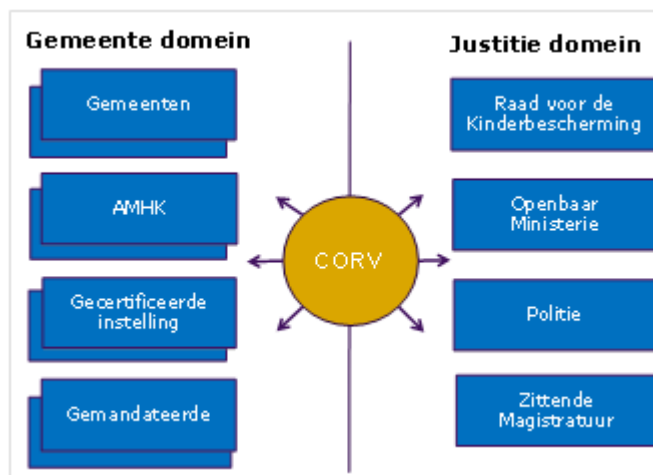 Gemeente domein
Gemeenten
AMHK
Gecertificeerde
instelling
Gemandateerde
CORV
Justitie domein
Raad voor de
Kinderbescherming
Openbaar
Ministerie
Politie
Zittende
Magistratuur